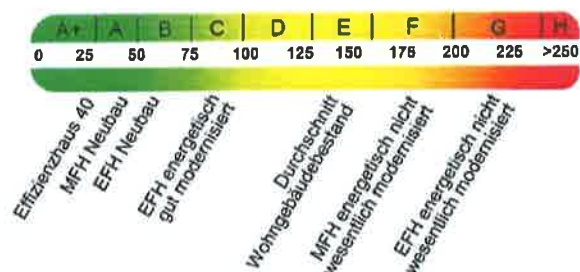 A+ A B C D E F G H
0 25 50 75 100 125 150 175 200 225 >250
Effizienzhaus 40
MFH Neubau
EFH Neubau
EFH energetisch
gut modernisiert
Durchschnitt
Wohngebäudebestand
MFH energetisch nicht
wesentlich modernisiert
EFH energetisch nicht
wesentlich modernisiert